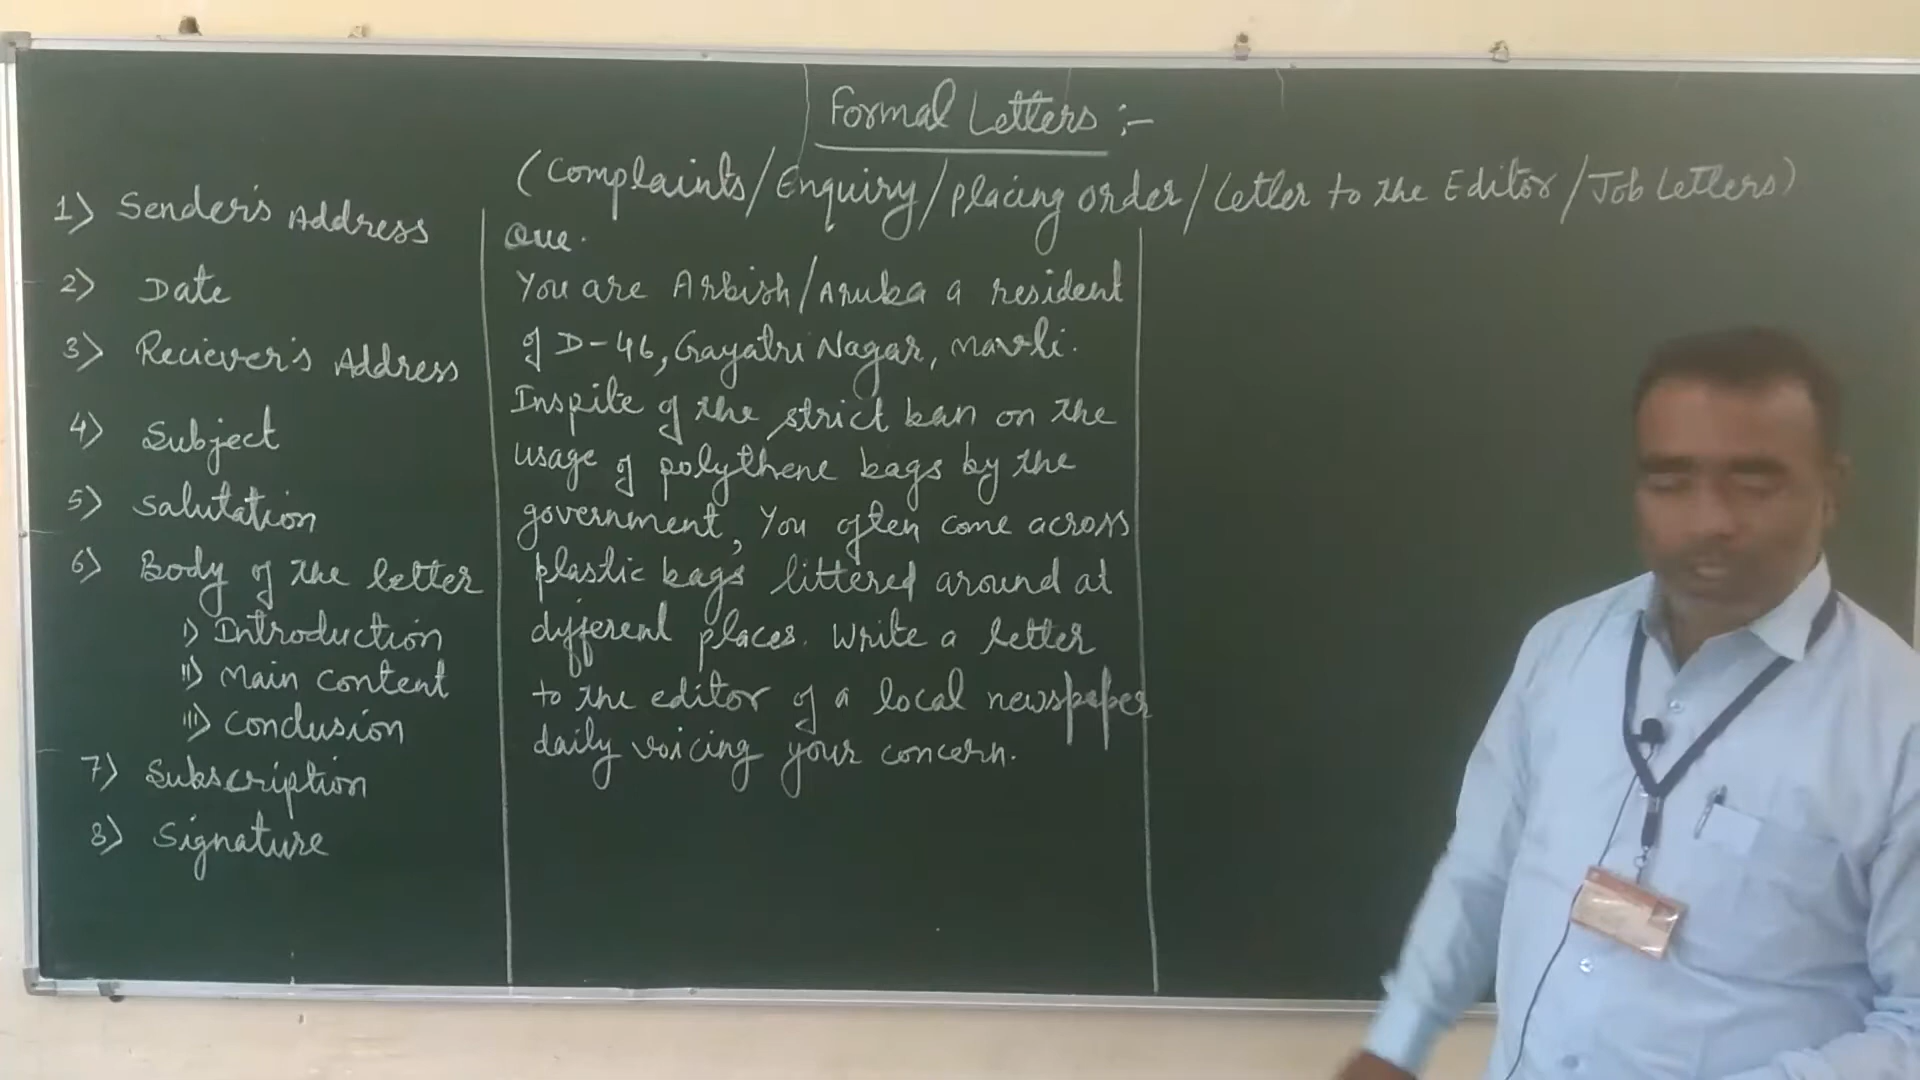 Formal Letters :-
(Complaints/Enquiry/placing order/Letter to the Editor/Job Letters)
1) Sender's Address
2) Date
3) Reciever's Address
4) Subject
5) Salutation
6) Body of the letter
i) Introduction
ii) Main content
iii) Conclusion
7) Subscription
8) Signature
Que.
You are Arbish/Anuka a resident
of D-46, Gayatri Nagar, Mavli.
Inspite of the strict ban on the
usage of polythene bags by the
government, You often come across
plastic bags littered around at
different places. Write a letter
to the editor of a local newspaper
daily voicing your concern.